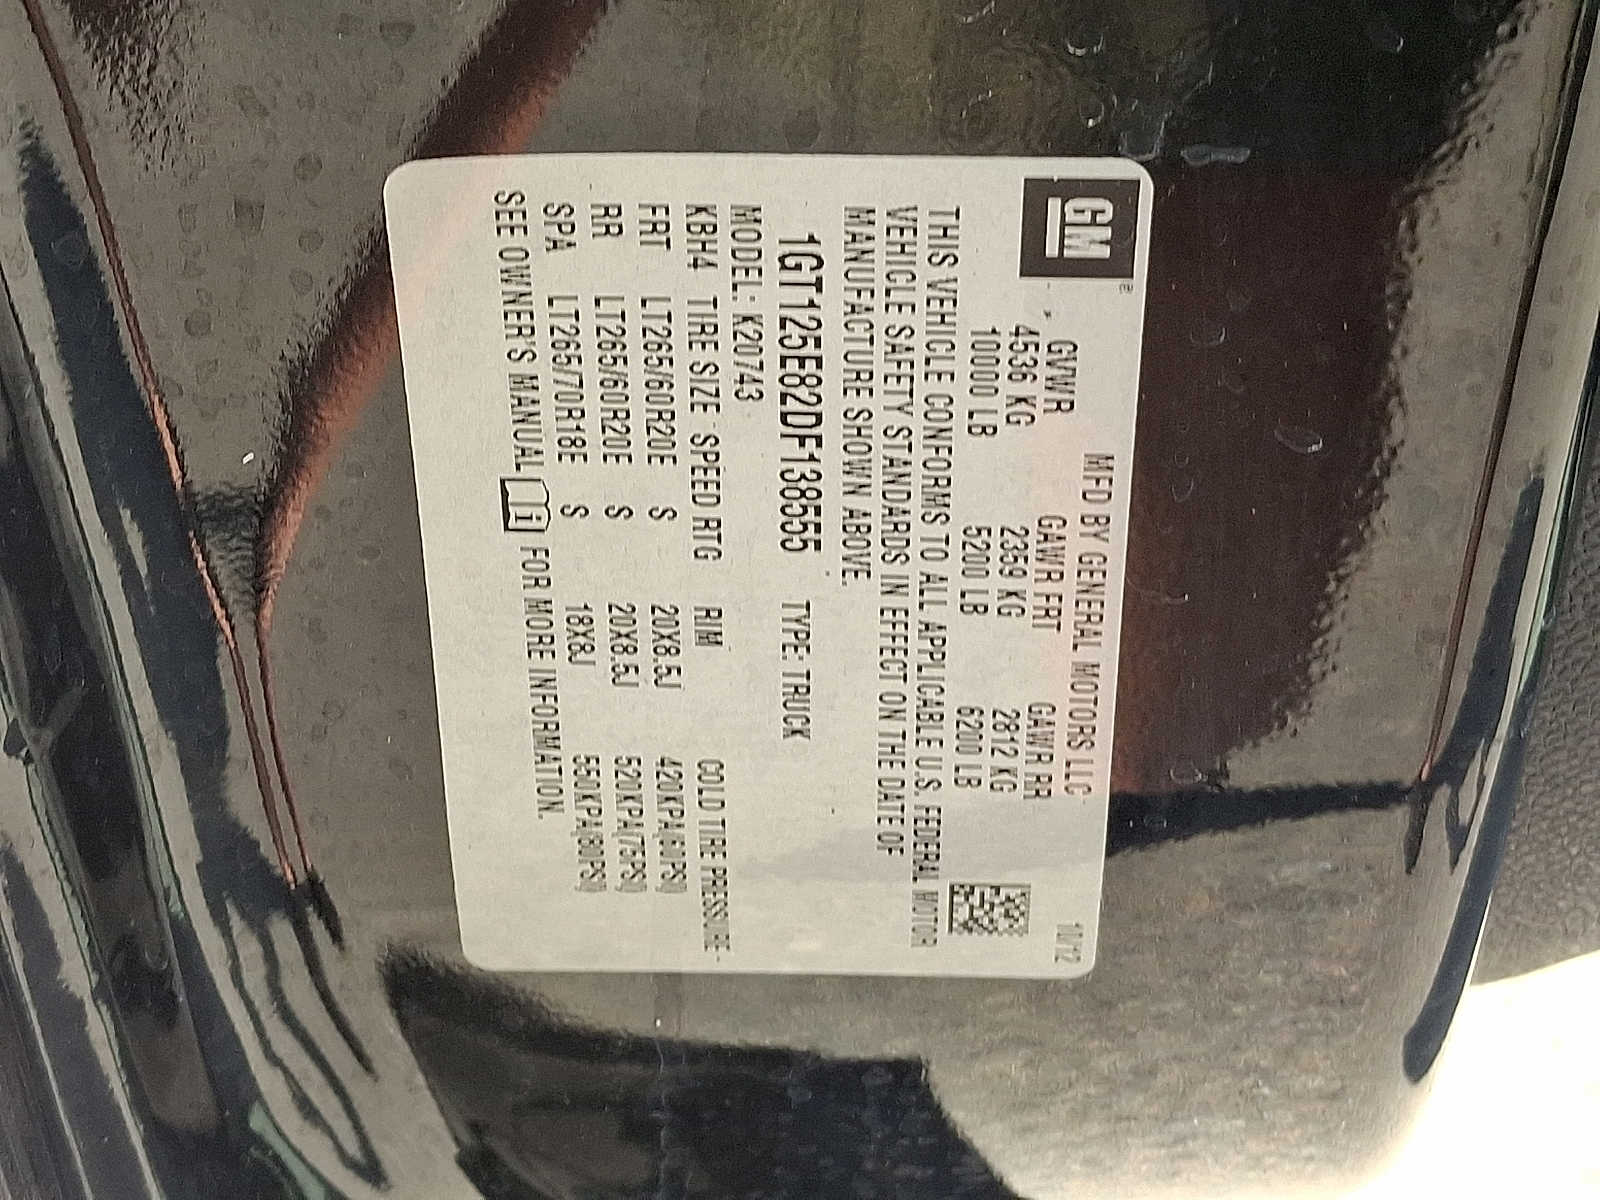 GM
MFD BY GENERAL MOTORS LLC
GVWR GAWR FRT GAWR RR
4536 KG 2359 KG 2812 KG
10000 LB 5200 LB 6200 LB
THIS VEHICLE CONFORMS TO ALL APPLICABLE U.S. FEDERAL MOTOR
VEHICLE SAFETY STANDARDS IN EFFECT ON THE DATE OF
MANUFACTURE SHOWN ABOVE.
1GT125E82DF138555 TYPE: TRUCK
MODEL: K20743
KBH4 TIRE SIZE SPEED RTG RIM COLD TIRE PRESSURE
FRT LT265/60R20E S 20X8.5J 420KPA(60PSI)
RR LT265/60R20E S 20X8.5J 520KPA(75PSI)
SPA LT265/70R18E S 18X8J 550KPA(80PSI)
SEE OWNER'S MANUAL i FOR MORE INFORMATION.